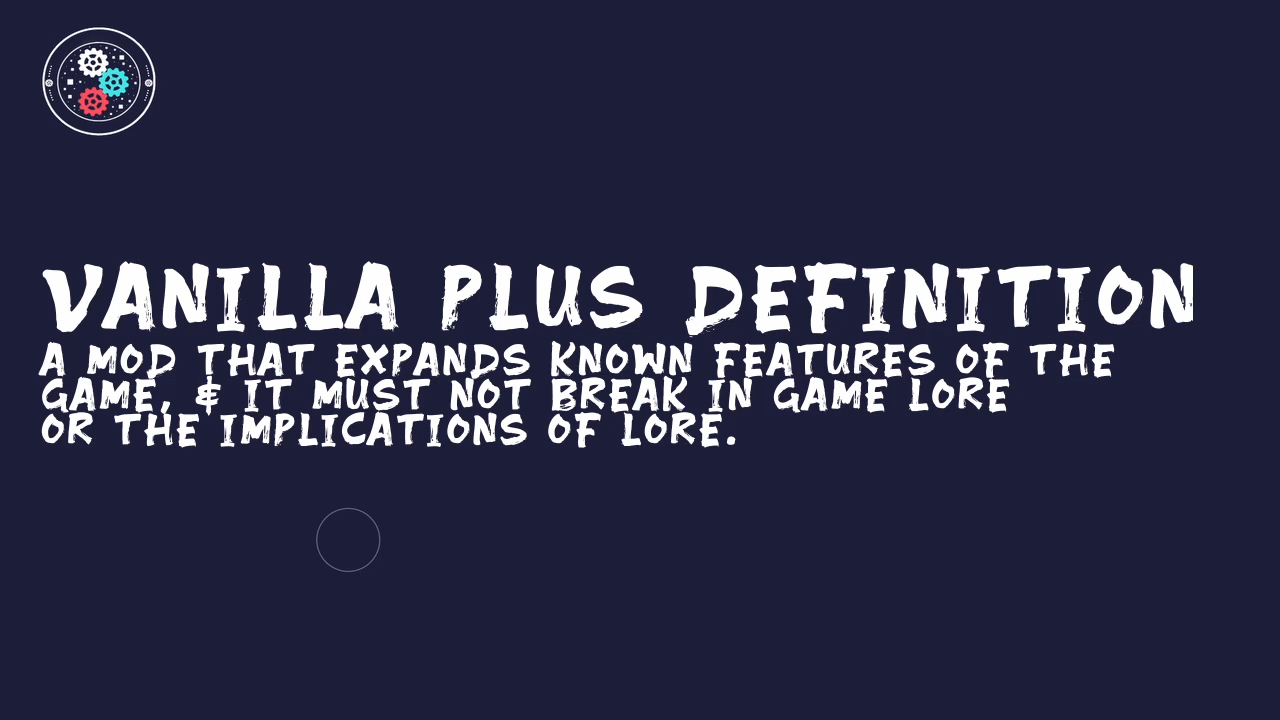 VANILLA PLUS DEFINITION
A MOD THAT EXPANDS KNOWN FEATURES OF THE
GAME, & IT MUST NOT BREAK IN GAME LORE
OR THE IMPLICATIONS OF LORE.